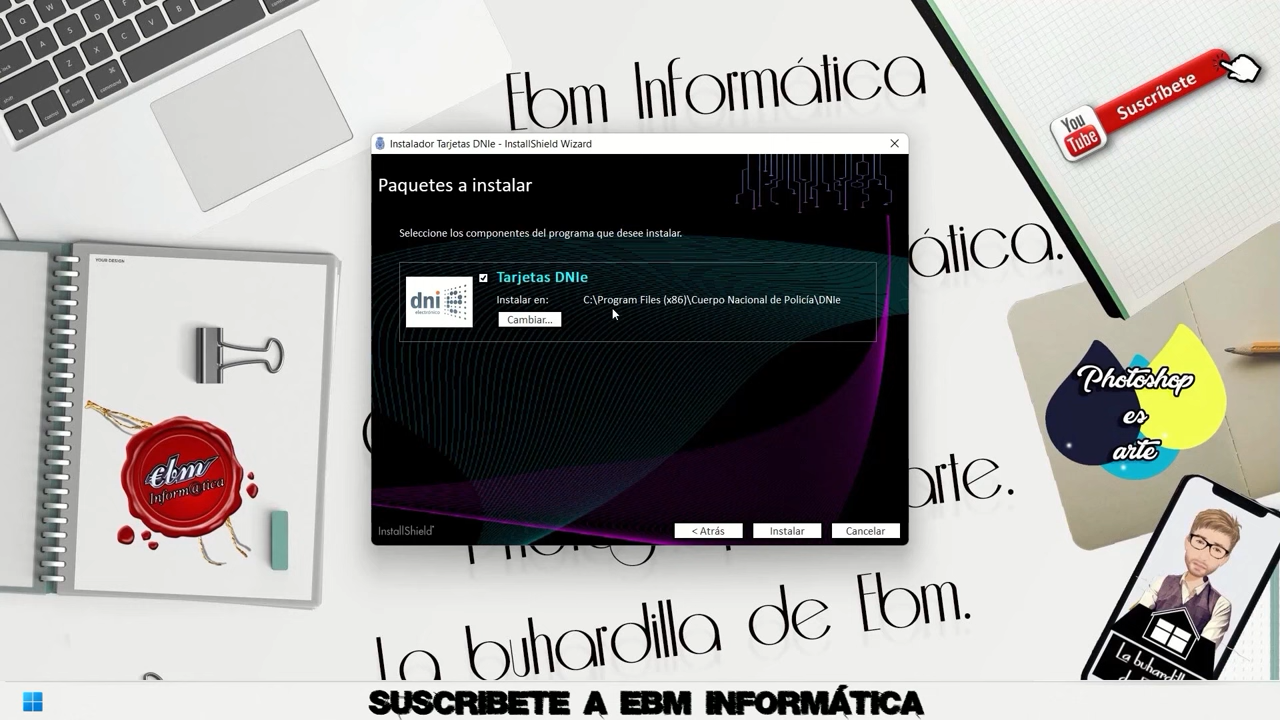 Ebm Informática
You
Tube
Suscríbete
Instalador Tarjetas DNIe - InstallShield Wizard
Paquetes a instalar
Seleccione los componentes del programa que desee instalar.
ática.
YOUR DESIGN
dni
electrónico
Tarjetas DNIe
Instalar en:
C:\Program Files (x86)\Cuerpo Nacional de Policía\DNIe
Cambiar...
Photoshop
es
arte
ebm
Informática
arte.
InstallShield
< Atrás
Instalar
Cancelar
La buhardilla de Ebm.
La buhardilla
SUSCRIBETE A EBM INFORMÁTICA